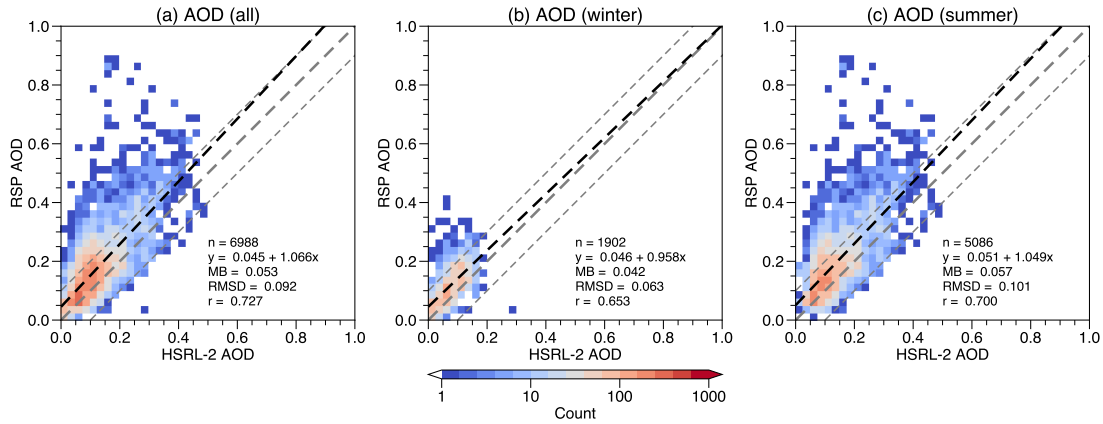 (a) AOD (all)
1.0
0.8
0.6
0.4
0.2
0.0
RSP AOD
n = 6988
y = 0.045 + 1.066x
MB = 0.053
RMSD = 0.092
r = 0.727
0.0 0.2 0.4 0.6 0.8 1.0
HSRL-2 AOD
(b) AOD (winter)
1.0
0.8
0.6
0.4
0.2
0.0
RSP AOD
n = 1902
y = 0.046 + 0.958x
MB = 0.042
RMSD = 0.063
r = 0.653
0.0 0.2 0.4 0.6 0.8 1.0
HSRL-2 AOD
(c) AOD (summer)
1.0
0.8
0.6
0.4
0.2
0.0
RSP AOD
n = 5086
y = 0.051 + 1.049x
MB = 0.057
RMSD = 0.101
r = 0.700
0.0 0.2 0.4 0.6 0.8 1.0
HSRL-2 AOD
1 10 100 1000
Count